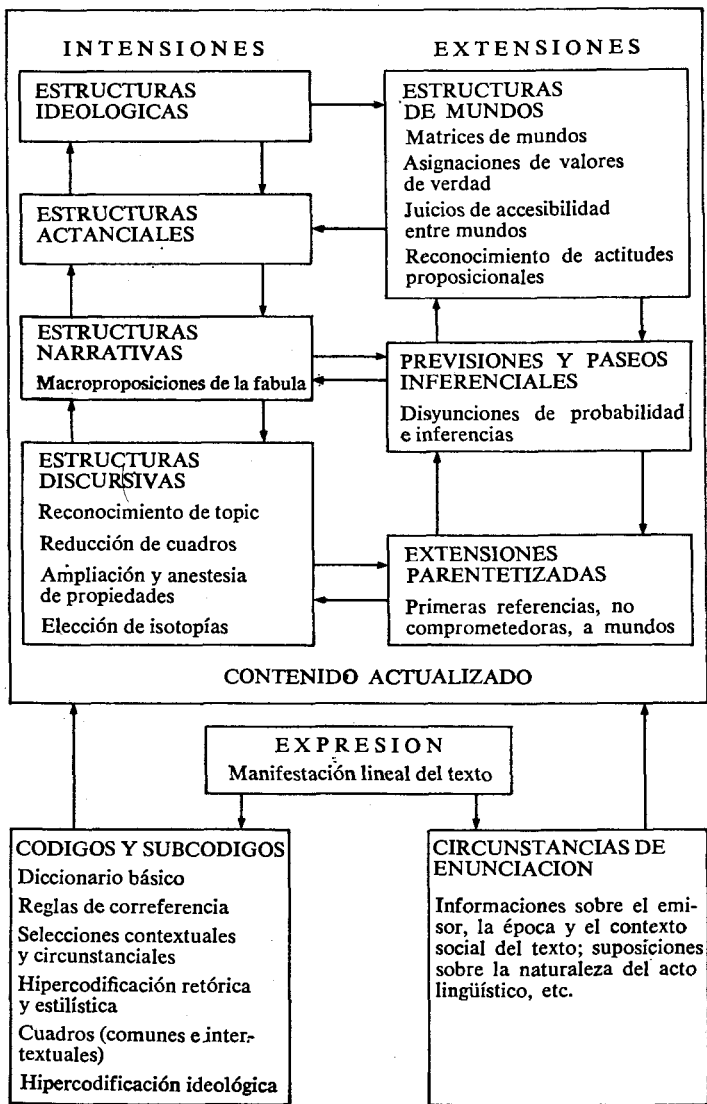 INTENSIONES
EXTENSIONES
ESTRUCTURAS
IDEOLOGICAS
ESTRUCTURAS
ACTANCIALES
ESTRUCTURAS
NARRATIVAS
Macroproposiciones de la fabula
ESTRUCTURAS
DISCURSIVAS
Reconocimiento de topic
Reducción de cuadros
Ampliación y anestesia
de propiedades
Elección de isotopías
ESTRUCTURAS
DE MUNDOS
Matrices de mundos
Asignaciones de valores
de verdad
Juicios de accesibilidad
entre mundos
Reconocimiento de actitudes
proposicionales
PREVISIONES Y PASEOS
INFERENCIALES
Disyunciones de probabilidad
e inferencias
EXTENSIONES
PARENTETIZADAS
Primeras referencias, no
comprometedoras, a mundos
CONTENIDO ACTUALIZADO
EXPRESION
Manifestación lineal del texto
CODIGOS Y SUBCODIGOS
Diccionario básico
Reglas de correferencia
Selecciones contextuales
y circunstanciales
Hipercodificación retórica
y estilística
Cuadros (comunes e inter-
textuales)
Hipercodificación ideológica
CIRCUNSTANCIAS DE
ENUNCIACION
Informaciones sobre el emi-
sor, la época y el contexto
social del texto; suposiciones
sobre la naturaleza del acto
lingüístico, etc.